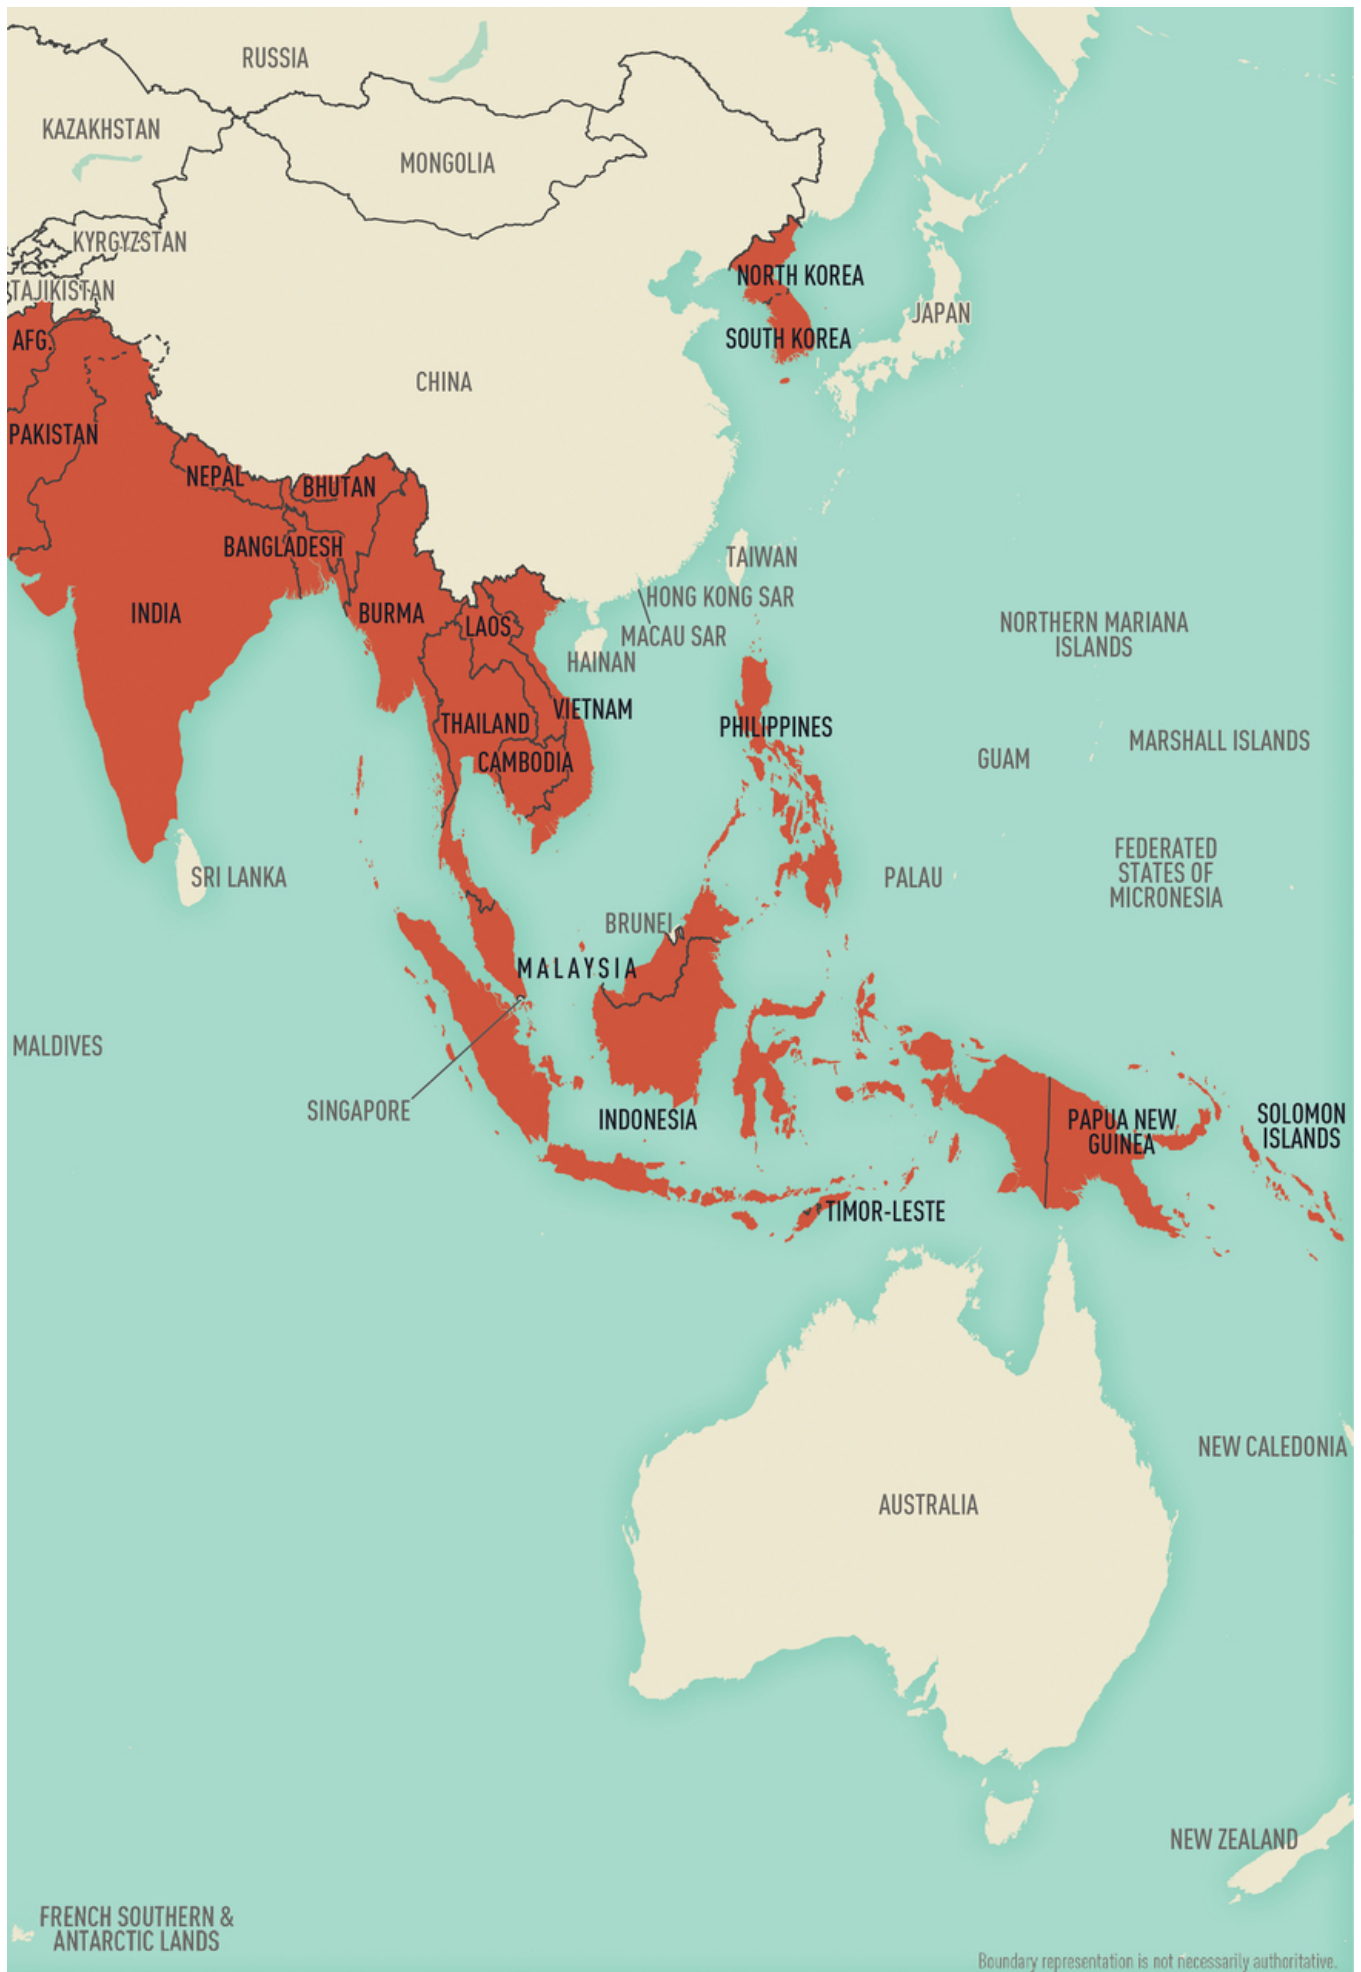 RUSSIA
KAZAKHSTAN
MONGOLIA
KYRGYZSTAN
TAJIKISTAN
NORTH KOREA
JAPAN
AFG.
SOUTH KOREA
CHINA
PAKISTAN
NEPAL
BHUTAN
BANGLADESH
TAIWAN
HONG KONG SAR
INDIA
BURMA
LAOS
MACAU SAR
NORTHERN MARIANA
ISLANDS
HAINAN
VIETNAM
THAILAND
PHILIPPINES
MARSHALL ISLANDS
CAMBODIA
GUAM
FEDERATED
STATES OF
MICRONESIA
SRI LANKA
PALAU
BRUNEI
MALAYSIA
MALDIVES
SINGAPORE
INDONESIA
PAPUA NEW
GUINEA
SOLOMON
ISLANDS
TIMOR-LESTE
NEW CALEDONIA
AUSTRALIA
NEW ZEALAND
FRENCH SOUTHERN &
ANTARCTIC LANDS
Boundary representation is not necessarily authoritative.